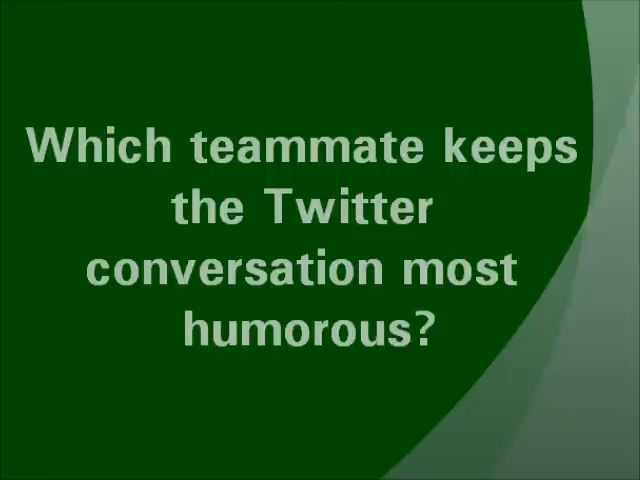 Which teammate keeps
the Twitter
conversation most
humorous?